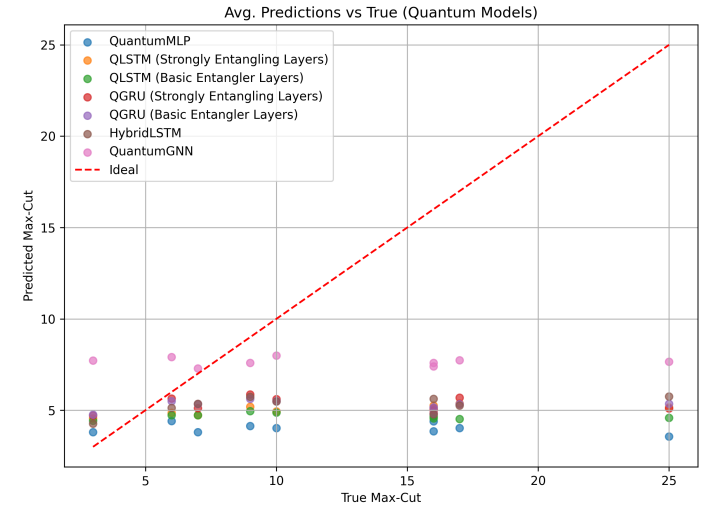 Avg. Predictions vs True (Quantum Models)
QuantumMLP
QLSTM (Strongly Entangling Layers)
QLSTM (Basic Entangler Layers)
QGRU (Strongly Entangling Layers)
QGRU (Basic Entangler Layers)
HybridLSTM
QuantumGNN
Ideal
25
20
15
10
5
Predicted Max-Cut
5 10 15 20 25
True Max-Cut